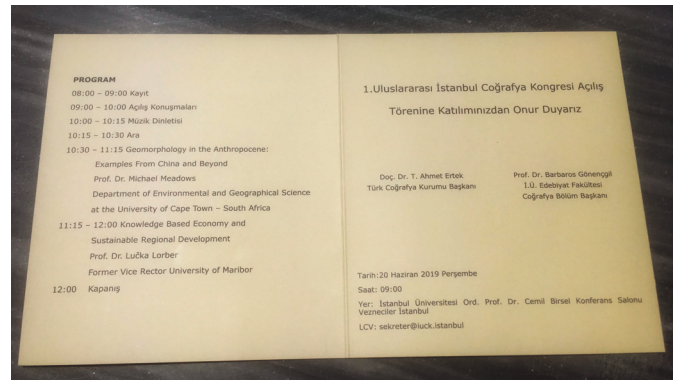 PROGRAM
08:00 – 09:00 Kayıt
09:00 – 10:00 Açılış Konuşmaları
10:00 – 10:15 Müzik Dinletisi
10:15 – 10:30 Ara
10:30 – 11:15 Geomorphology in the Anthropocene:
Examples From China and Beyond
Prof. Dr. Michael Meadows
Department of Environmental and Geographical Science
at the University of Cape Town – South Africa
11:15 – 12:00 Knowledge Based Economy and
Sustainable Regional Development
Prof. Dr. Lučka Lorber
Former Vice Rector University of Maribor
12:00 Kapanış
1.Uluslararası İstanbul Coğrafya Kongresi Açılış
Törenine Katılımınızdan Onur Duyarız
Doç. Dr. T. Ahmet Ertek
Türk Coğrafya Kurumu Başkanı
Prof. Dr. Barbaros Gönençgil
İ.Ü. Edebiyat Fakültesi
Coğrafya Bölüm Başkanı
Tarih:20 Haziran 2019 Perşembe
Saat: 09:00
Yer: İstanbul Üniversitesi Ord. Prof. Dr. Cemil Birsel Konferans Salonu
Vezneciler İstanbul
LCV: sekreter@iuck.istanbul